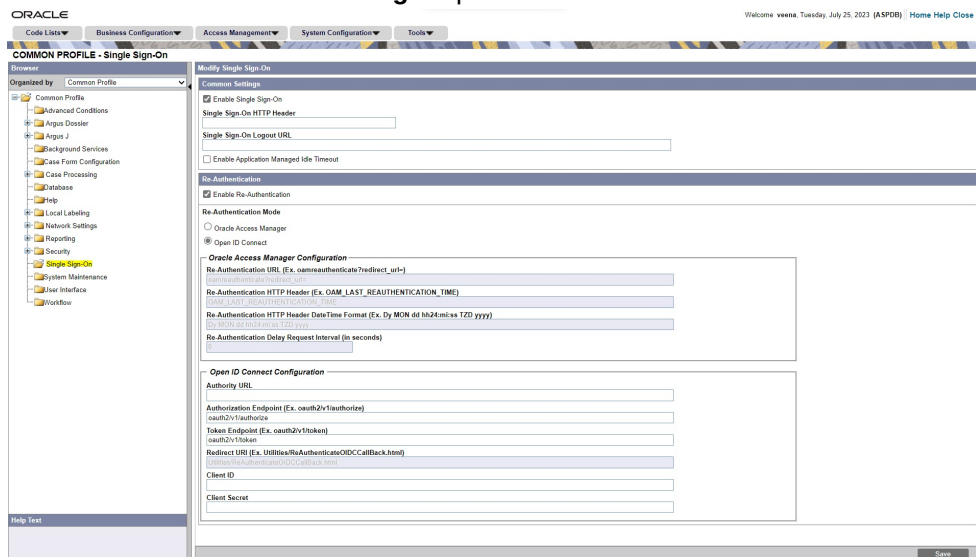 ORACLE
Welcome veena, Tuesday, July 25, 2023 (ASPDB) Home Help Close
Code Lists Business Configuration Access Management System Configuration Tools
COMMON PROFILE - Single Sign-On
Browser
Organized by Common Profile
Common Profile
Advanced Conditions
Argus Dossier
Argus J
Background Services
Case Form Configuration
Case Processing
Database
Help
Local Labeling
Network Settings
Reporting
Security
Single Sign-On
System Maintenance
User Interface
Workflow
Help Text
Modify Single Sign-On
Common Settings
Enable Single Sign-On
Single Sign-On HTTP Header
Single Sign-On Logout URL
Enable Application Managed Idle Timeout
Re-Authentication
Enable Re-Authentication
Re-Authentication Mode
Oracle Access Manager
Open ID Connect
Oracle Access Manager Configuration
Re-Authentication URL (Ex. oamreauthenticate?redirect_url=)
oamreauthenticate?redirect_url=
Re-Authentication HTTP Header (Ex. OAM_LAST_REAUTHENTICATION_TIME)
OAM_LAST_REAUTHENTICATION_TIME
Re-Authentication HTTP Header DateTime Format (Ex. Dy MON dd hh24:mi:ss TZD yyyy)
Dy MON dd hh24:mi:ss TZD yyyy
Re-Authentication Delay Request Interval (in seconds)
0
Open ID Connect Configuration
Authority URL
Authorization Endpoint (Ex. oauth2/v1/authorize)
oauth2/v1/authorize
Token Endpoint (Ex. oauth2/v1/token)
oauth2/v1/token
Redirect URI (Ex. Utilities/ReAuthenticateOIDCCallBack.html)
Utilities/ReAuthenticateOIDCCallBack.html
Client ID
Client Secret
Save